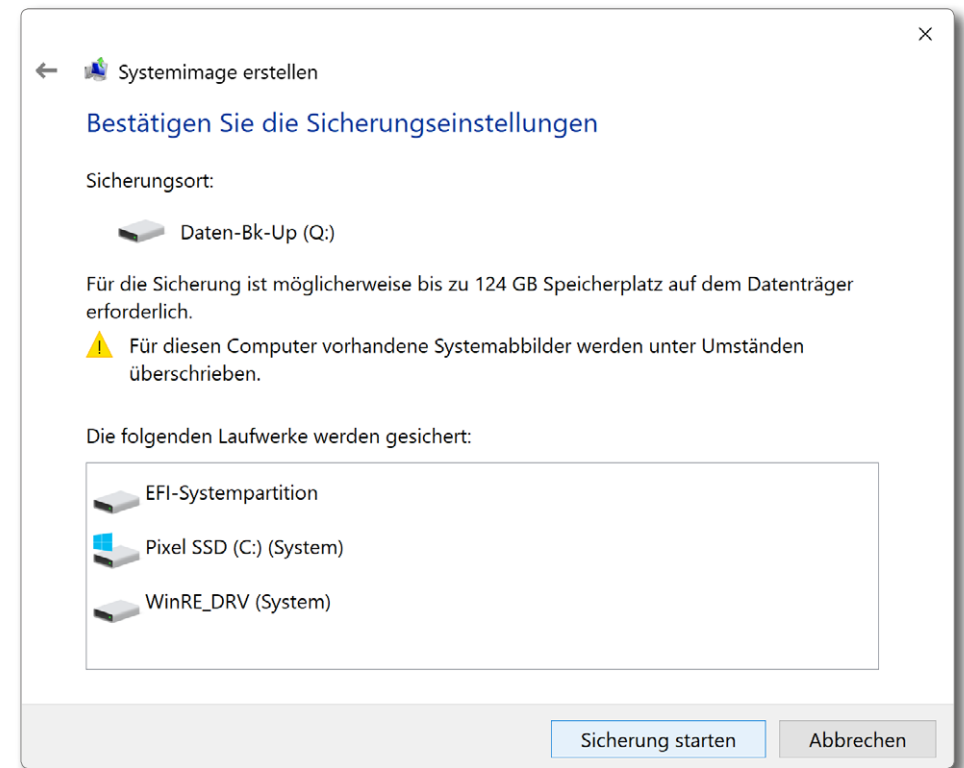 Systemimage erstellen
Bestätigen Sie die Sicherungseinstellungen
Sicherungsort:
Daten-Bk-Up (Q:)
Für die Sicherung ist möglicherweise bis zu 124 GB Speicherplatz auf dem Datenträger
erforderlich.
Für diesen Computer vorhandene Systemabbilder werden unter Umständen
überschrieben.
Die folgenden Laufwerke werden gesichert:
EFI-Systempartition
Pixel SSD (C:) (System)
WinRE_DRV (System)
Sicherung starten
Abbrechen